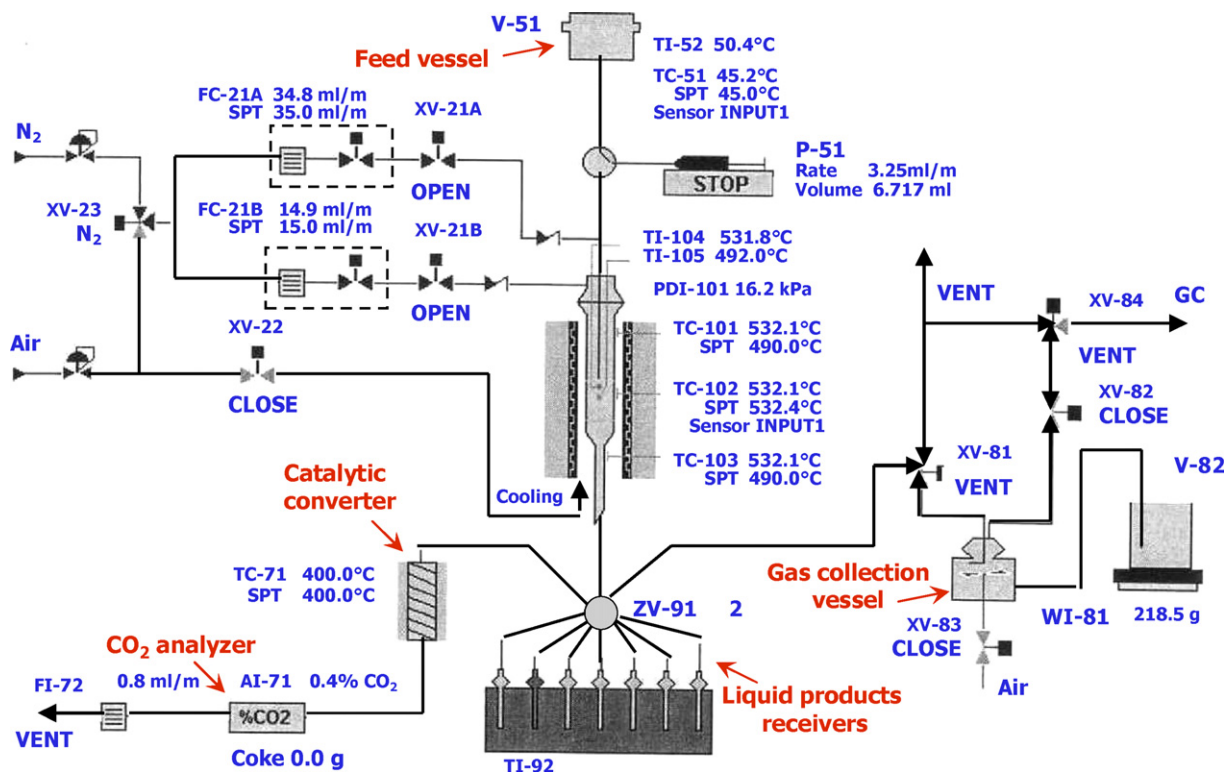 V-51
Feed vessel
TI-52 50.4°C
TC-51 45.2°C
SPT 45.0°C
Sensor INPUT1
FC-21A 34.8 ml/m
SPT 35.0 ml/m
XV-21A
OPEN
N2
P-51
Rate 3.25ml/m
Volume 6.717 ml
STOP
XV-23
N2
FC-21B 14.9 ml/m
SPT 15.0 ml/m
XV-21B
OPEN
TI-104 531.8°C
TI-105 492.0°C
PDI-101 16.2 kPa
VENT
XV-84
GC
VENT
Air
XV-22
CLOSE
TC-101 532.1°C
SPT 490.0°C
TC-102 532.1°C
SPT 532.4°C
Sensor INPUT1
XV-82
CLOSE
TC-103 532.1°C
SPT 490.0°C
XV-81
VENT
V-82
Catalytic
converter
Cooling
TC-71 400.0°C
SPT 400.0°C
ZV-91 2
Gas collection
vessel
WI-81
218.5 g
XV-83
CLOSE
Air
CO2 analyzer
FI-72 0.8 ml/m
AI-71 0.4% CO2
%CO2
VENT
Coke 0.0 g
Liquid products
receivers
TI-92